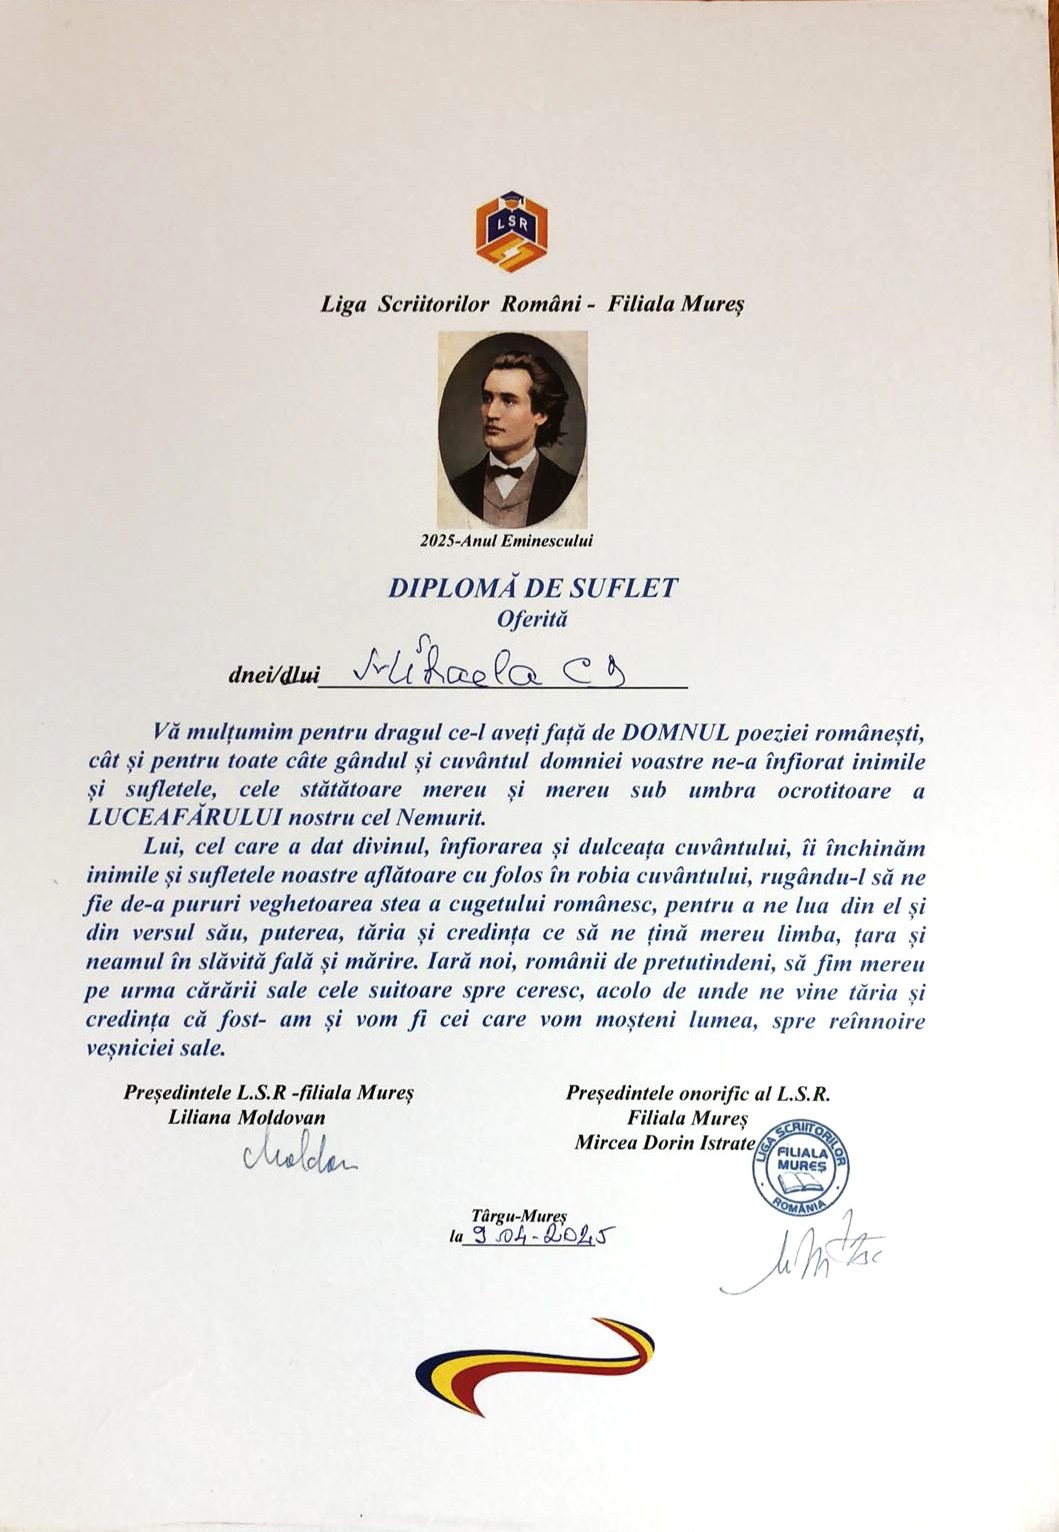 LSR
Liga Scriitorilor Români - Filiala Mureș
2025-Anul Eminescului
DIPLOMĂ DE SUFLET
Oferită
dnei/dlui Mihaela CD
Vă mulțumim pentru dragul ce-l aveți față de DOMNUL poeziei românești,
cât și pentru toate câte gândul și cuvântul domniei voastre ne-a înfiorat inimile
și sufletele, cele stătătoare mereu și mereu sub umbra ocrotitoare a
LUCEAFĂRULUI nostru cel Nemurit.
Lui, cel care a dat divinul, înfiorarea și dulceața cuvântului, îi închinăm
inimile și sufletele noastre aflătoare cu folos în robia cuvântului, rugându-l să ne
fie de-a pururi veghetoarea stea a cugetului românesc, pentru a ne lua din el și
din versul său, puterea, tăria și credința ce să ne țină mereu limba, țara și
neamul în slăvită fală și mărire. Iară noi, românii de pretutindeni, să fim mereu
pe urma cărării sale cele suitoare spre ceresc, acolo de unde ne vine tăria și
credința că fost- am și vom fi cei care vom moșteni lumea, spre reînnoire
veșniciei sale.
Președintele L.S.R -filiala Mureș
Liliana Moldovan
Președintele onorific al L.S.R.
Filiala Mureș
Mircea Dorin Istrate
LIGA SCRIITORILOR
FILIALA
MUREȘ
ROMÂNIA
Târgu-Mureș
la 9.04-2025